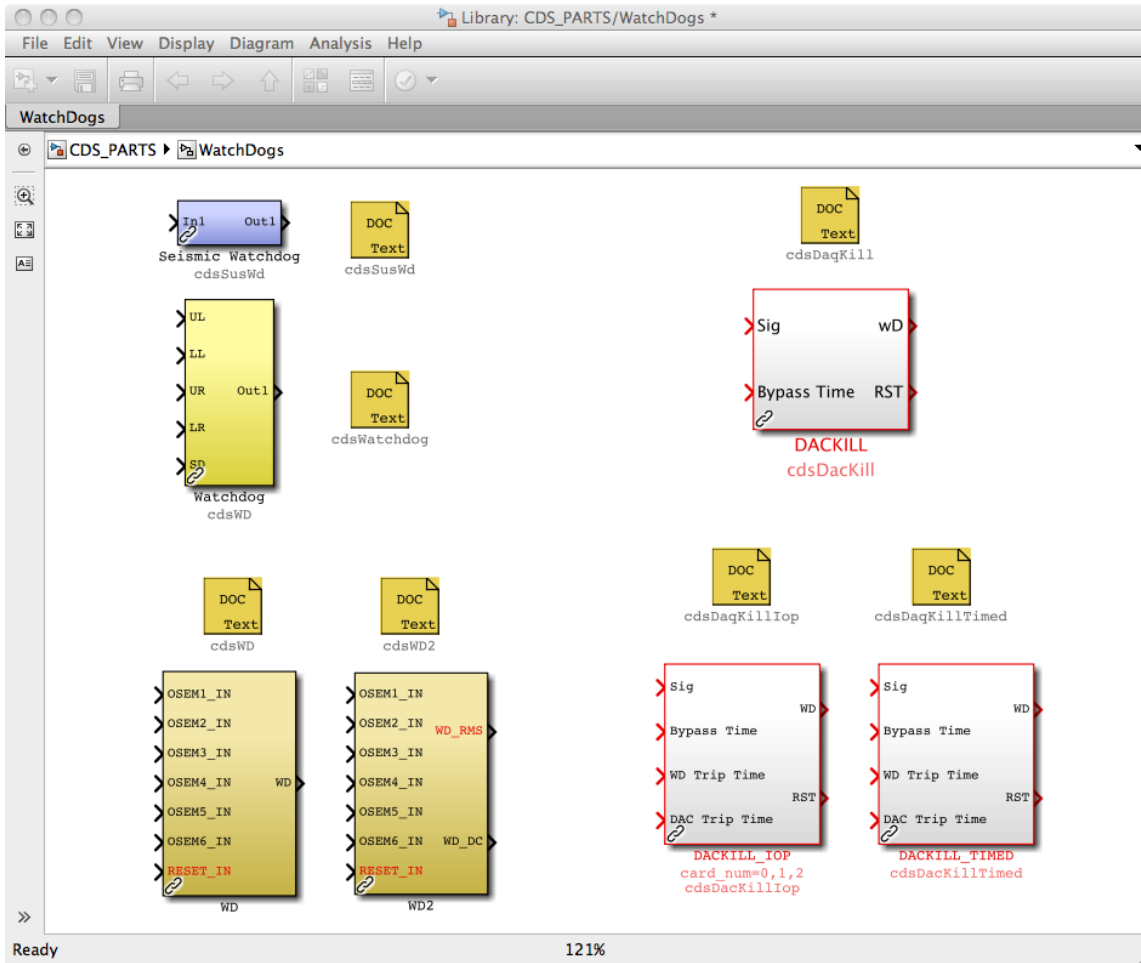 Library: CDS_PARTS/WatchDogs *
File Edit View Display Diagram Analysis Help
WatchDogs
CDS_PARTS WatchDogs
In1 Out1
Seismic Watchdog
cdsSusWd
DOC
Text
cdsSusWd
DOC
Text
cdsDaqKill
UL
LL
UR Out1
LR
SD
Watchdog
cdsWD
DOC
Text
cdsWatchdog
Sig wD
Bypass Time RST
DACKILL
cdsDacKill
DOC
Text
cdsWD
DOC
Text
cdsWD2
DOC
Text
cdsDaqKillIop
DOC
Text
cdsDaqKillTimed
OSEM1_IN
OSEM2_IN
OSEM3_IN
OSEM4_IN WD
OSEM5_IN
OSEM6_IN
RESET_IN
WD
OSEM1_IN
OSEM2_IN WD_RMS
OSEM3_IN
OSEM4_IN
OSEM5_IN
OSEM6_IN WD_DC
RESET_IN
WD2
Sig
WD
Bypass Time
WD Trip Time
RST
DAC Trip Time
DACKILL_IOP
card_num=0,1,2
cdsDacKillIop
Sig
WD
Bypass Time
WD Trip Time
RST
DAC Trip Time
DACKILL_TIMED
cdsDacKillTimed
Ready 121%